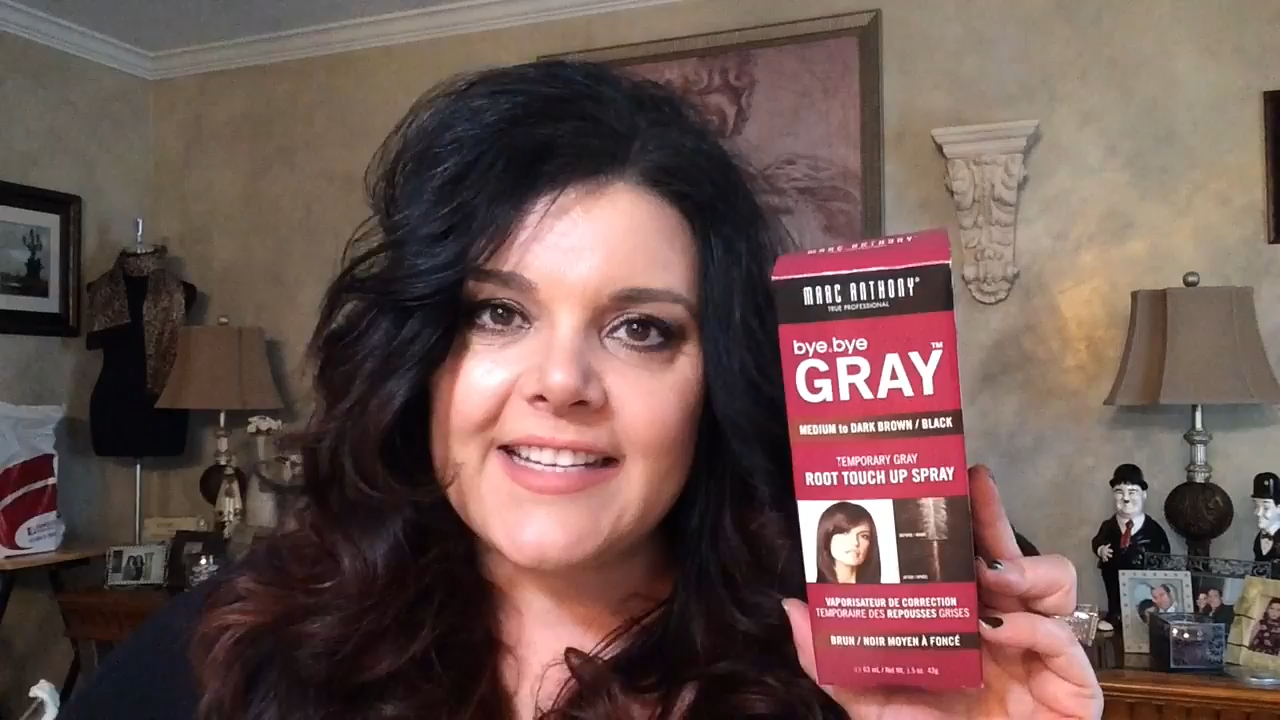 MARC ANTHONY
MARC ANTHONY®
TRUE PROFESSIONAL
bye.bye
GRAY™
MEDIUM to DARK BROWN / BLACK
TEMPORARY GRAY
ROOT TOUCH UP SPRAY
VAPORISATEUR DE CORRECTION
TEMPORAIRE DES REPOUSSES GRISES
BRUN / NOIR MOYEN À FONCÉ